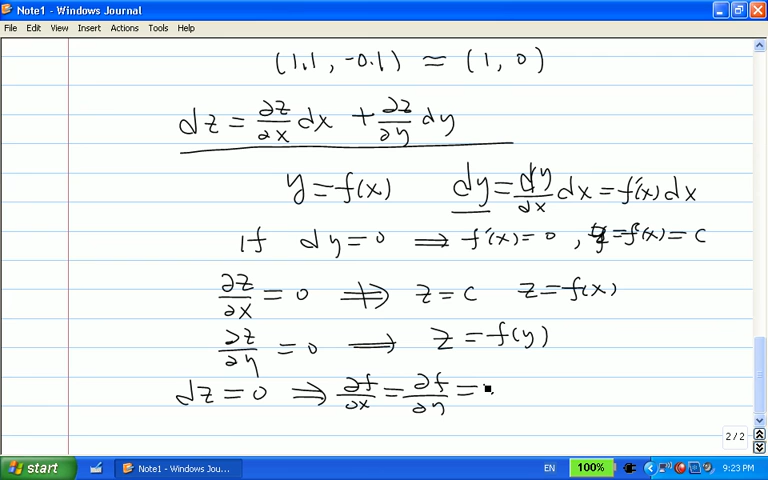 Note1 - Windows Journal
File Edit View Insert Actions Tools Help
(1.1, -0.1) ≈ (1, 0)
dz = ∂z/∂x dx + ∂z/∂y dy
y = f(x) dy = dy/dx dx = f'(x) dx
If dy = 0 ⟹ f'(x) = 0 , y = f(x) = c
∂z/∂x = 0 ⇏ z = c z = f(x)
∂z/∂y = 0 ⟹ z = f(y)
dz = 0 ⟹ ∂f/∂x = ∂f/∂y =
2 / 2
start Note1 - Windows Jou... EN 100% 9:23 PM